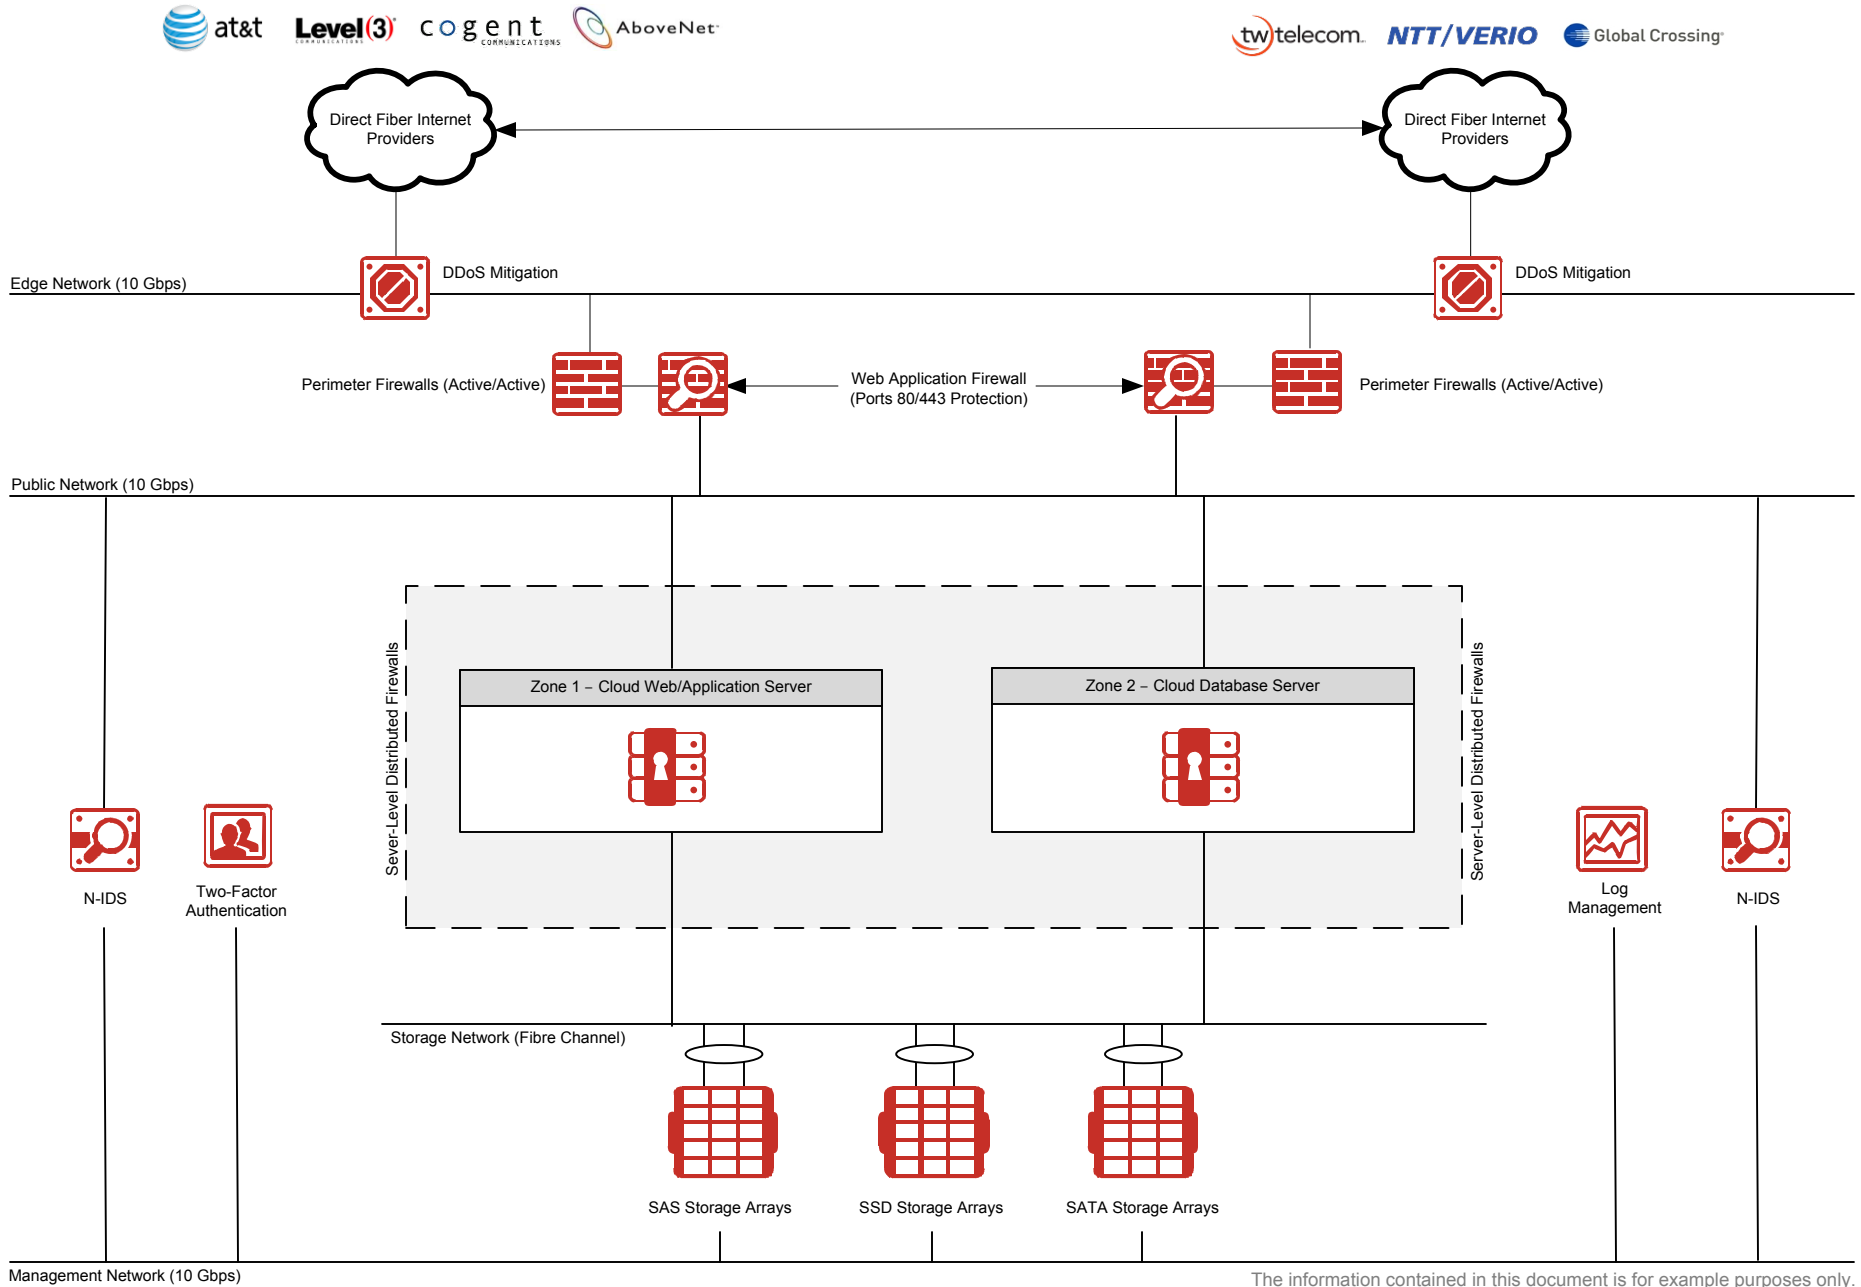 at&t
Level(3)
COMMUNICATIONS
cogent
COMMUNICATIONS
AboveNet
tw telecom
NTT/VERIO
Global Crossing
Direct Fiber Internet
Providers
Direct Fiber Internet
Providers
DDoS Mitigation
DDoS Mitigation
Edge Network (10 Gbps)
Perimeter Firewalls (Active/Active)
Web Application Firewall
(Ports 80/443 Protection)
Perimeter Firewalls (Active/Active)
Public Network (10 Gbps)
Sever-Level Distributed Firewalls
Zone 1 – Cloud Web/Application Server
Zone 2 – Cloud Database Server
Server-Level Distributed Firewalls
N-IDS
Two-Factor
Authentication
Log
Management
N-IDS
Storage Network (Fibre Channel)
SAS Storage Arrays
SSD Storage Arrays
SATA Storage Arrays
Management Network (10 Gbps)
The information contained in this document is for example purposes only.